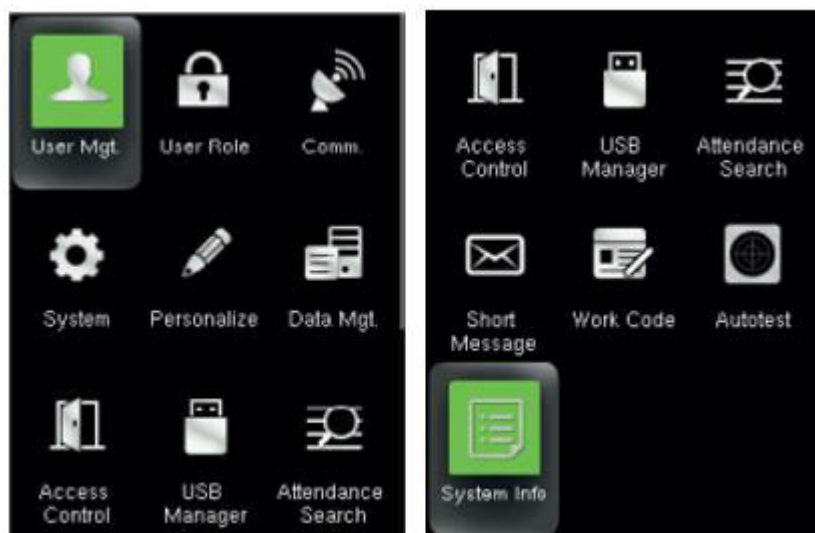 User Mgt.
User Role
Comm.
System
Personalize
Data Mgt.
Access
Control
USB
Manager
Attendance
Search
Access
Control
USB
Manager
Attendance
Search
Short
Message
Work Code
Autotest
System Info